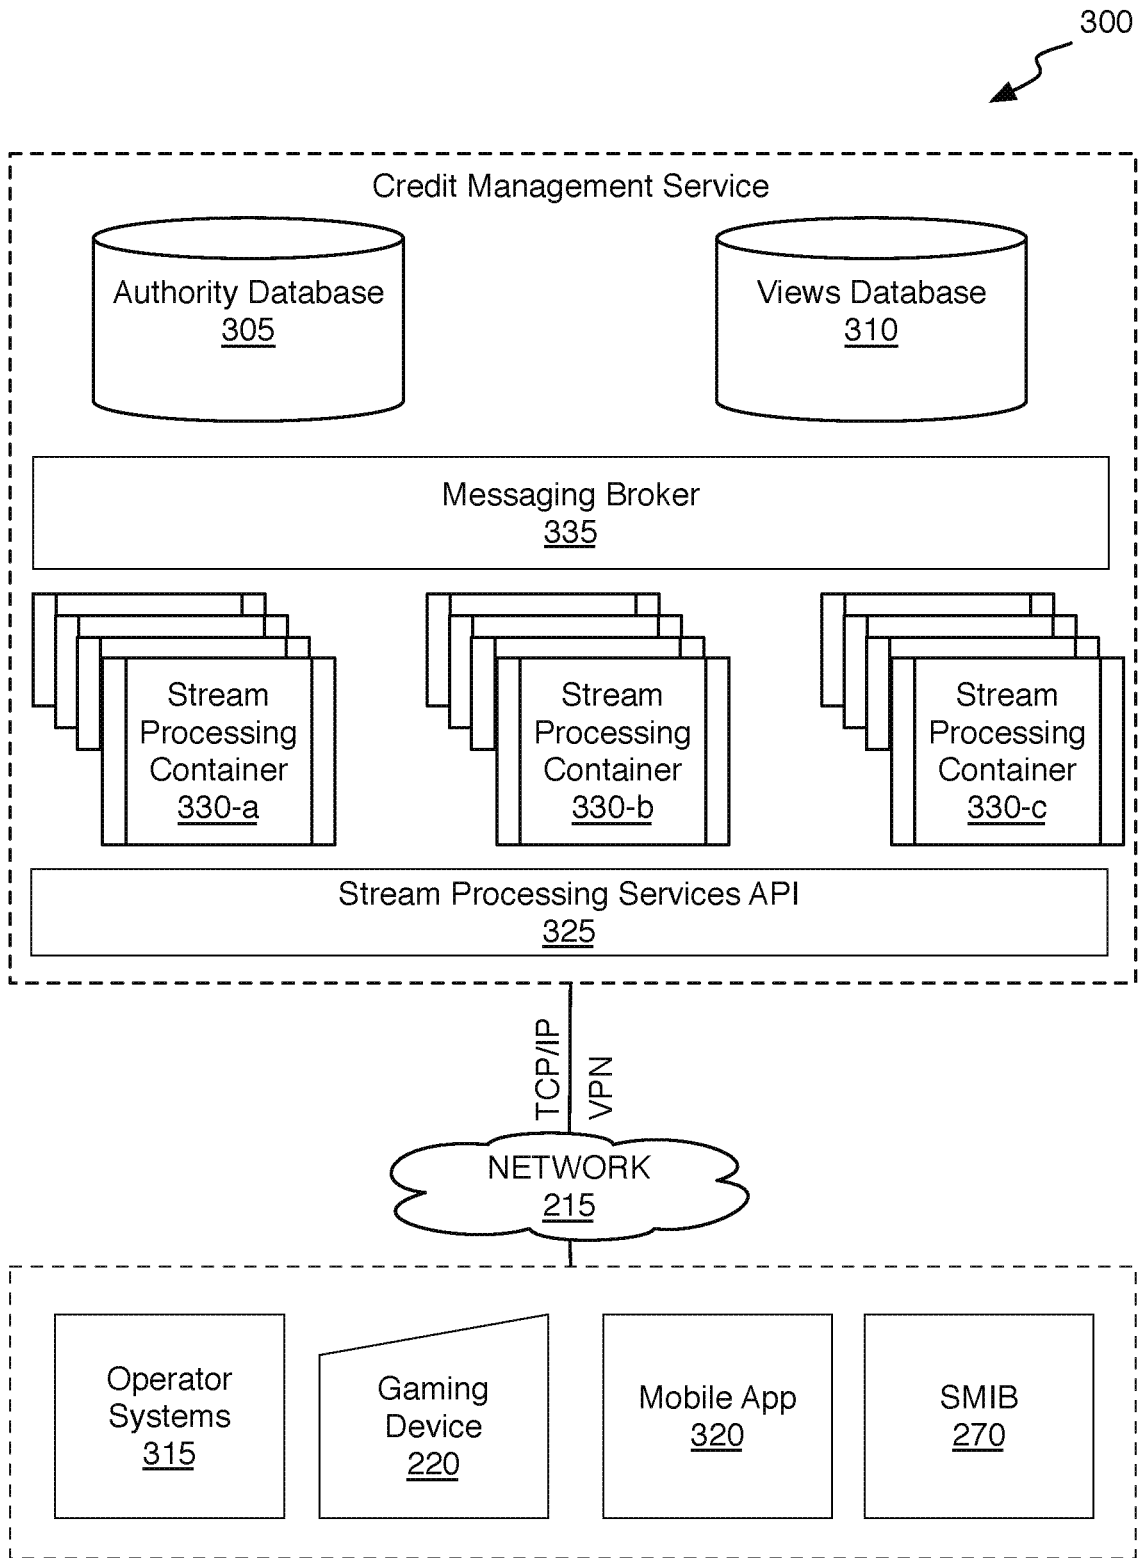 300
Credit Management Service
Authority Database
305
Views Database
310
Messaging Broker
335
Stream
Processing
Container
330-a
Stream
Processing
Container
330-b
Stream
Processing
Container
330-c
Stream Processing Services API
325
TCP/IP
VPN
NETWORK
215
Operator
Systems
315
Gaming
Device
220
Mobile App
320
SMIB
270